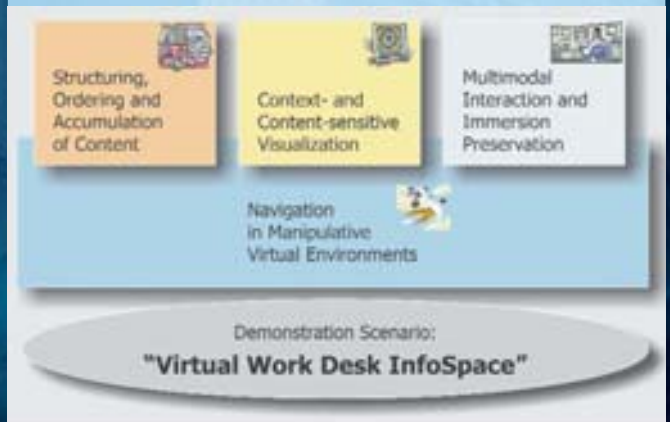 Structuring,
Ordering and
Accumulation
of Content
Context- and
Content-sensitive
Visualization
Multimodal
Interaction and
Immersion
Preservation
Navigation
in Manipulative
Virtual Environments
Demonstration Scenario:
"Virtual Work Desk InfoSpace"